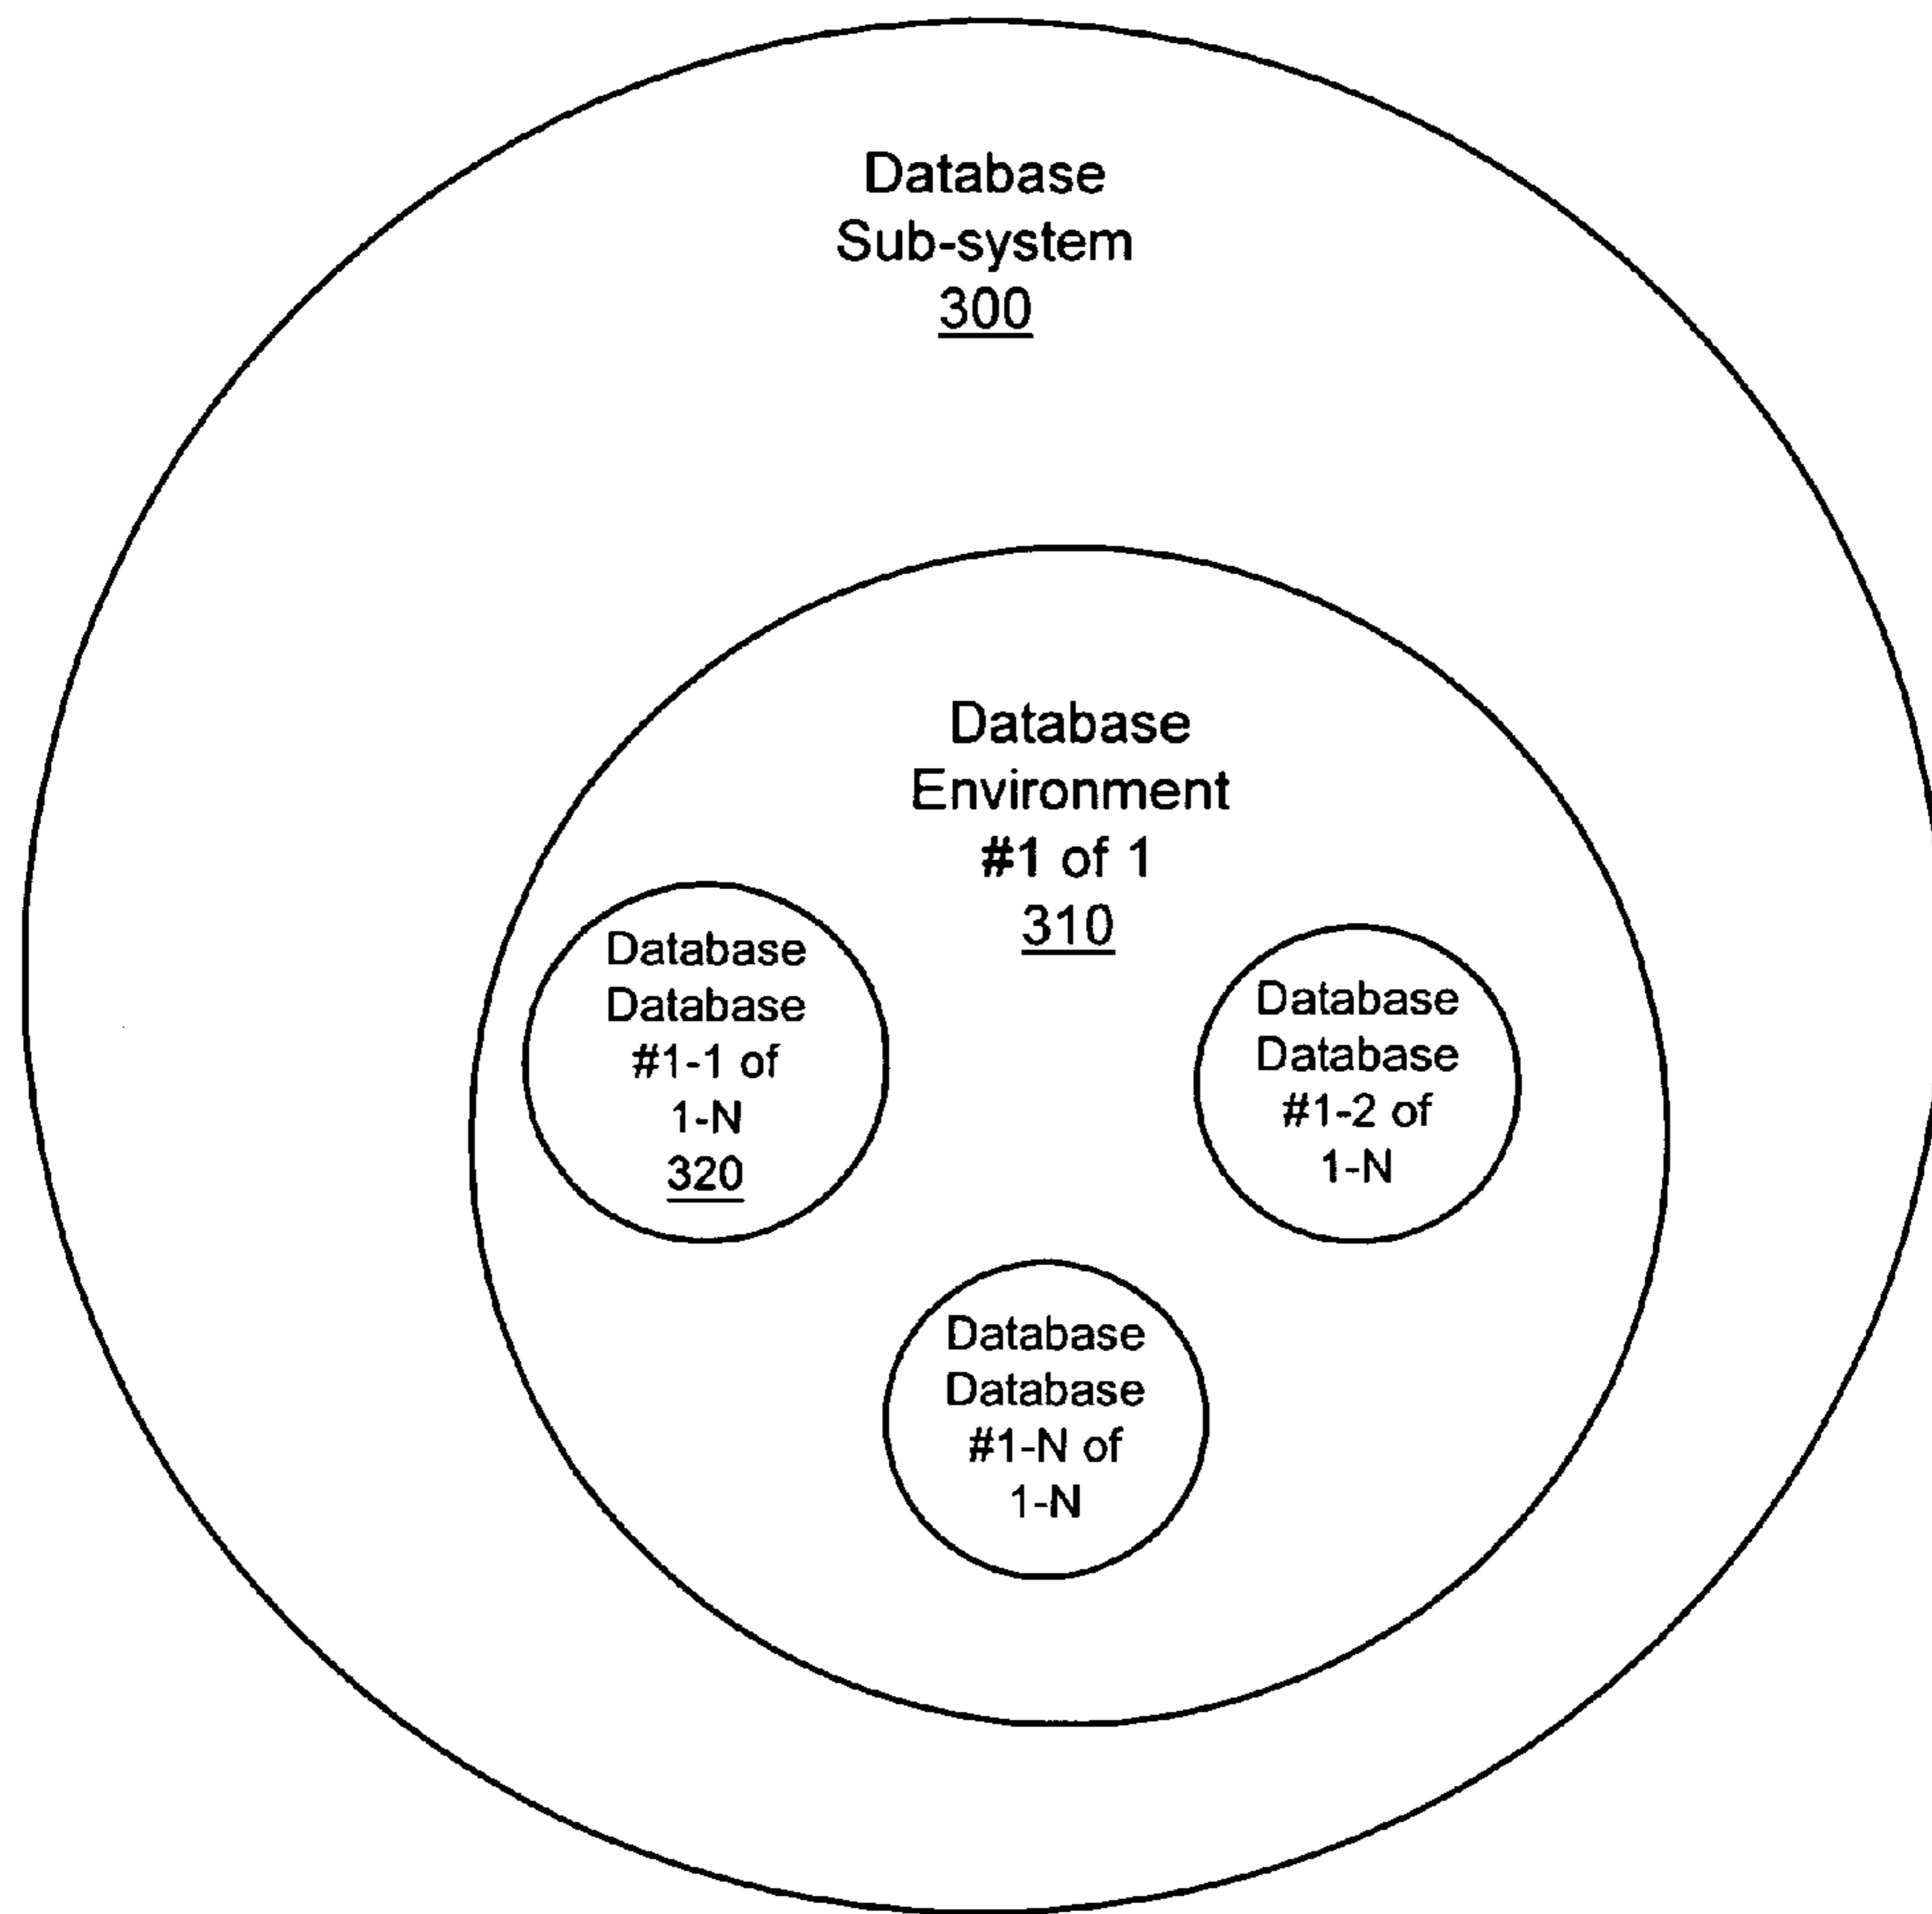 Database
Sub-system
300
Database
Environment
#1 of 1
310
Database
Database
#1-1 of
1-N
320
Database
Database
#1-2 of
1-N
Database
Database
#1-N of
1-N